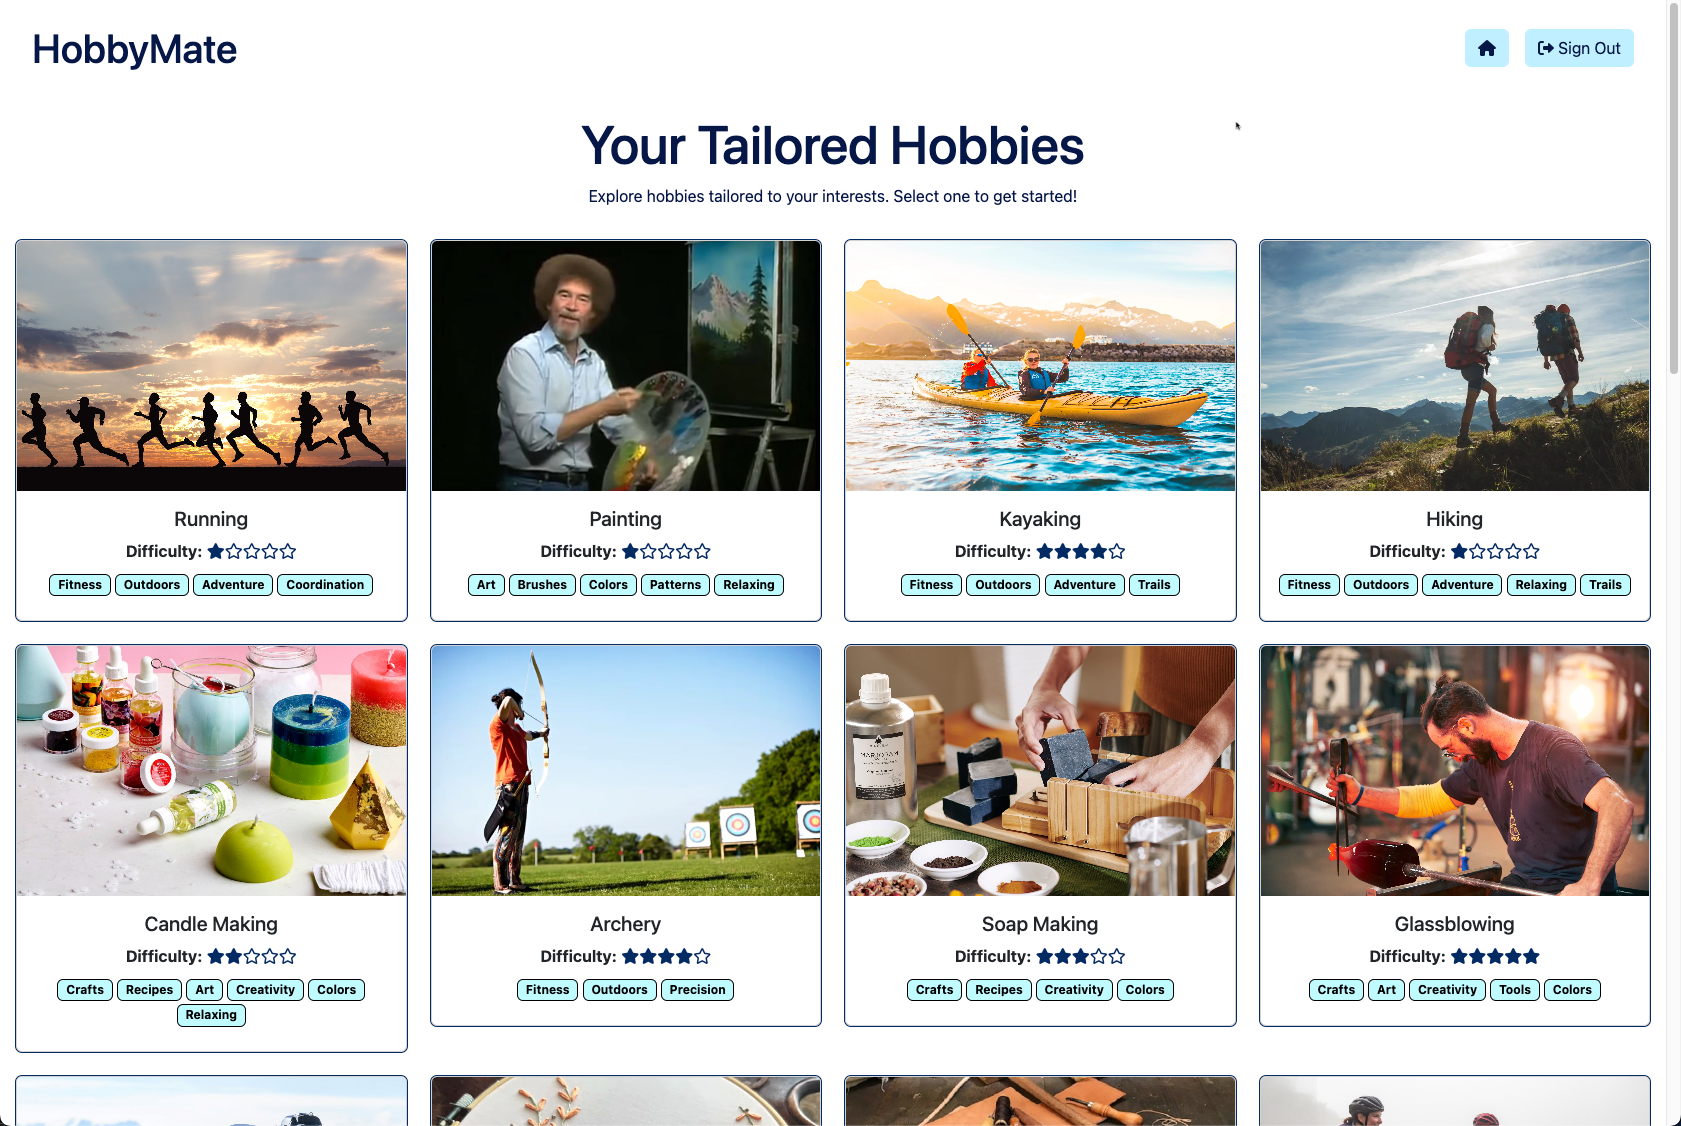 HobbyMate
Sign Out
Your Tailored Hobbies
Explore hobbies tailored to your interests. Select one to get started!
Running
Difficulty:
Fitness Outdoors Adventure Coordination
Painting
Difficulty:
Art Brushes Colors Patterns Relaxing
Kayaking
Difficulty:
Fitness Outdoors Adventure Trails
Hiking
Difficulty:
Fitness Outdoors Adventure Relaxing Trails
MARJORAM
Candle Making
Difficulty:
Crafts Recipes Art Creativity Colors
Relaxing
Archery
Difficulty:
Fitness Outdoors Precision
Soap Making
Difficulty:
Crafts Recipes Creativity Colors
Glassblowing
Difficulty:
Crafts Art Creativity Tools Colors